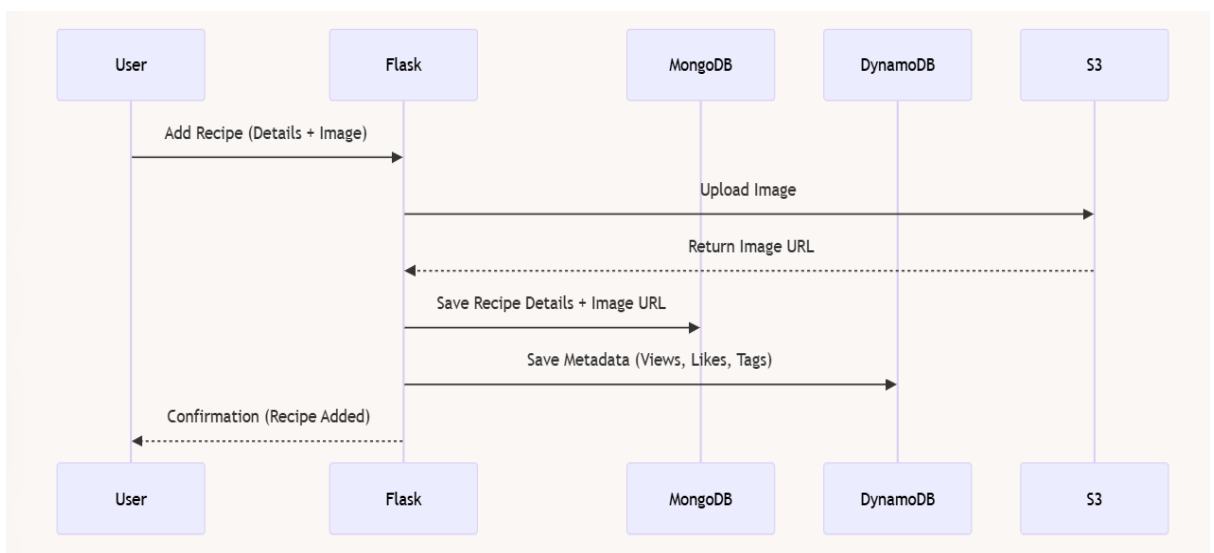 User
Flask
MongoDB
DynamoDB
S3
Add Recipe (Details + Image)
Upload Image
Return Image URL
Save Recipe Details + Image URL
Save Metadata (Views, Likes, Tags)
Confirmation (Recipe Added)
User
Flask
MongoDB
DynamoDB
S3